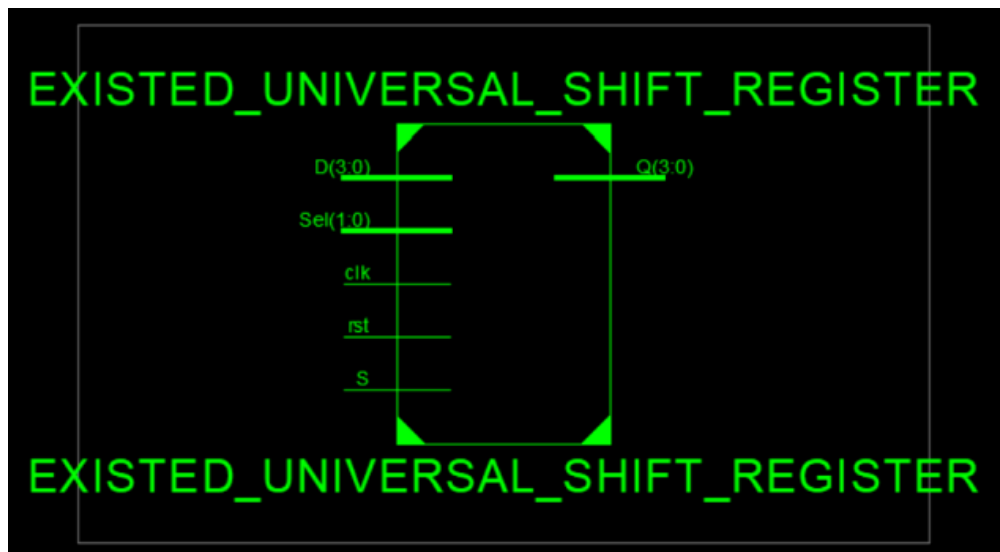 EXISTED_UNIVERSAL_SHIFT_REGISTER
D(3:0)
Q(3:0)
Sel(1:0)
clk
rst
S
EXISTED_UNIVERSAL_SHIFT_REGISTER